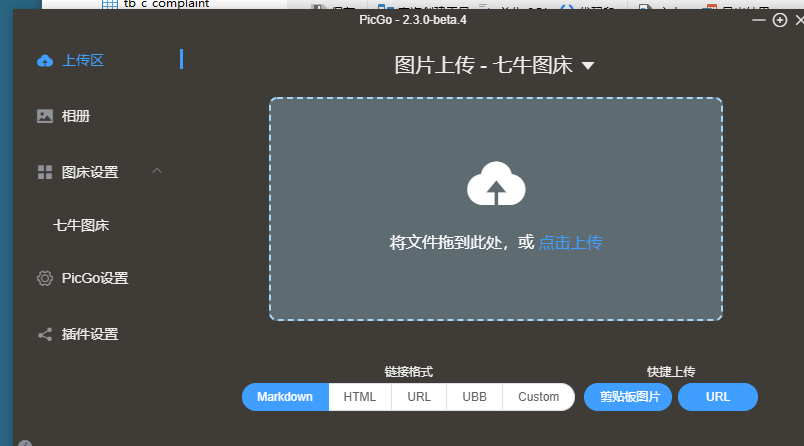 tb_c_complaint
PicGo - 2.3.0-beta.4
上传区
图片上传 - 七牛图床
相册
图床设置
七牛图床
将文件拖到此处，或 点击上传
PicGo设置
插件设置
链接格式
快捷上传
Markdown
HTML
URL
UBB
Custom
剪贴板图片
URL